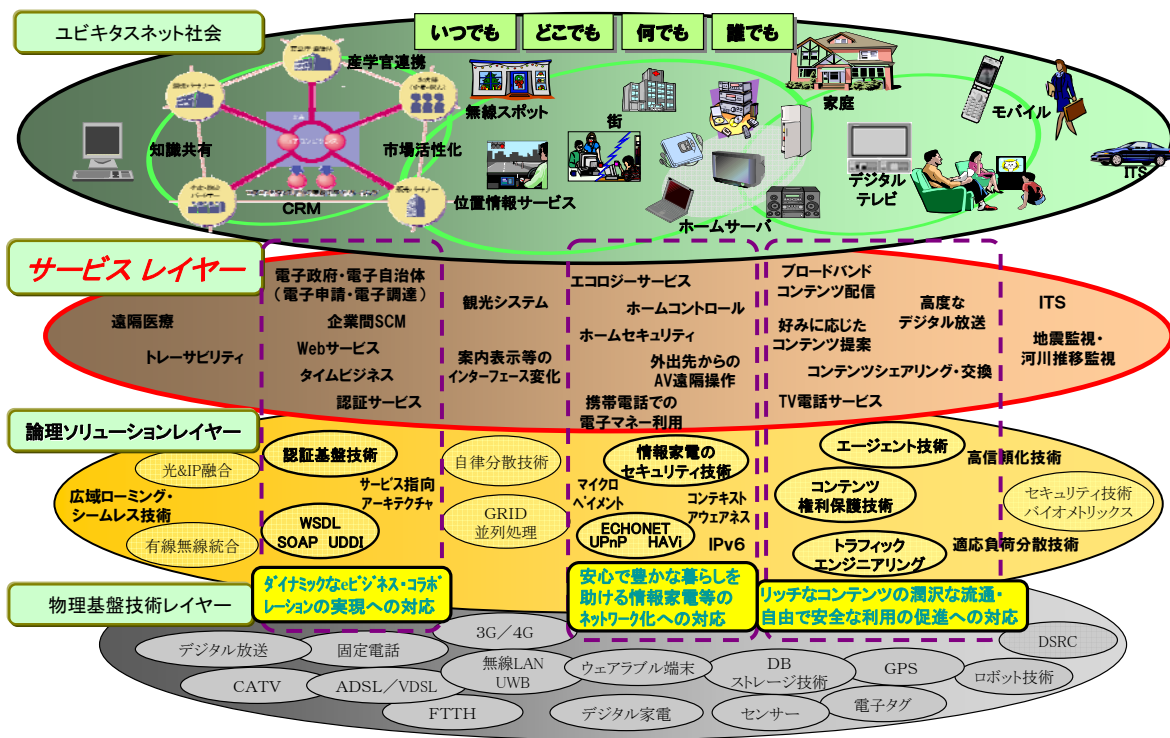 ユビキタスネット社会
いつでも
どこでも
何でも
誰でも
産学官連携
知識共有
市場活性化
CRM
無線スポット
位置情報サービス
街
ホームサーバ
家庭
デジタル
テレビ
モバイル
ITS
サービス レイヤー
遠隔医療
トレーサビリティ
電子政府・電子自治体
（電子申請・電子調達）
企業間SCM
Webサービス
タイムビジネス
認証サービス
観光システム
案内表示等の
インターフェース変化
エコロジーサービス
ホームコントロール
ホームセキュリティ
外出先からの
AV遠隔操作
携帯電話での
電子マネー利用
ブロードバンド
コンテンツ配信
高度な
デジタル放送
好みに応じた
コンテンツ提案
コンテンツシェアリング・交換
TV電話サービス
ITS
地震監視・
河川推移監視
論理ソリューションレイヤー
光&IP融合
広域ローミング・
シームレス技術
有線無線統合
認証基盤技術
サービス指向
アーキテクチャ
WSDL
SOAP UDDI
自律分散技術
GRID
並列処理
情報家電の
セキュリティ技術
マイクロ
ペイメント
コンテキスト
アウェアネス
ECHONET
UPnP HAVi
IPv6
エージェント技術
高信頼化技術
コンテンツ
権利保護技術
セキュリティ技術
バイオメトリックス
トラフィック
エンジニアリング
適応負荷分散技術
物理基盤技術レイヤー
ダイナミックなeビジネス・コラボ
レーションの実現への対応
安心で豊かな暮らしを
助ける情報家電等の
ネットワーク化への対応
リッチなコンテンツの潤沢な流通・
自由で安全な利用の促進への対応
デジタル放送
固定電話
3G／4G
CATV
ADSL／VDSL
無線LAN
UWB
FTTH
ウェアラブル端末
デジタル家電
DB
ストレージ技術
センサー
GPS
電子タグ
ロボット技術
DSRC